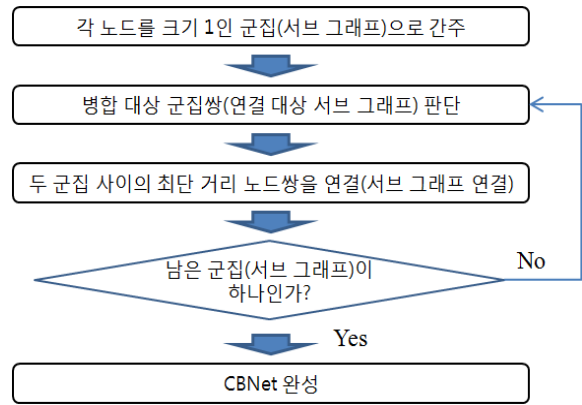 각 노드를 크기 1인 군집(서브 그래프)으로 간주
병합 대상 군집쌍(연결 대상 서브 그래프) 판단
두 군집 사이의 최단 거리 노드쌍을 연결(서브 그래프 연결)
남은 군집(서브 그래프)이
하나인가?
No
Yes
CBNet 완성